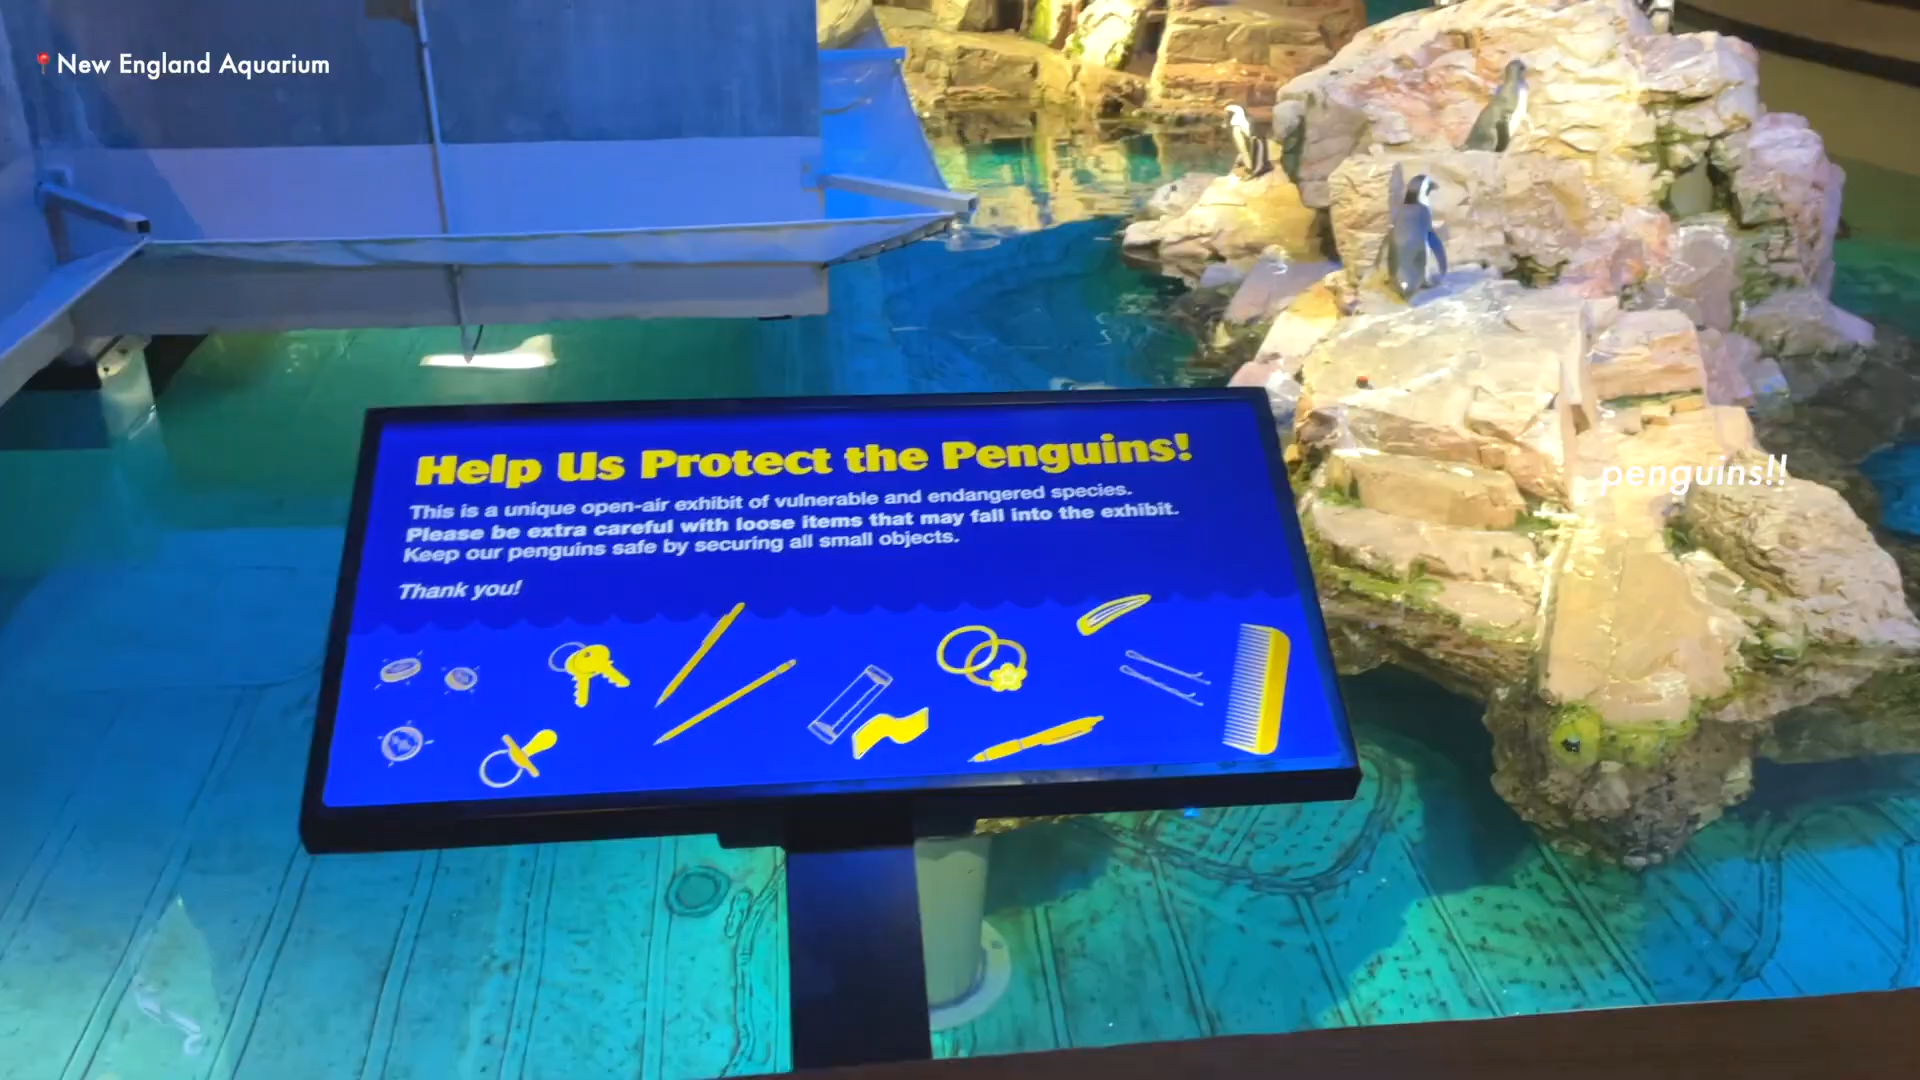 New England Aquarium
Help Us Protect the Penguins!
This is a unique open-air exhibit of vulnerable and endangered species.
Please be extra careful with loose items that may fall into the exhibit.
Keep our penguins safe by securing all small objects.
Thank you!
penguins!!